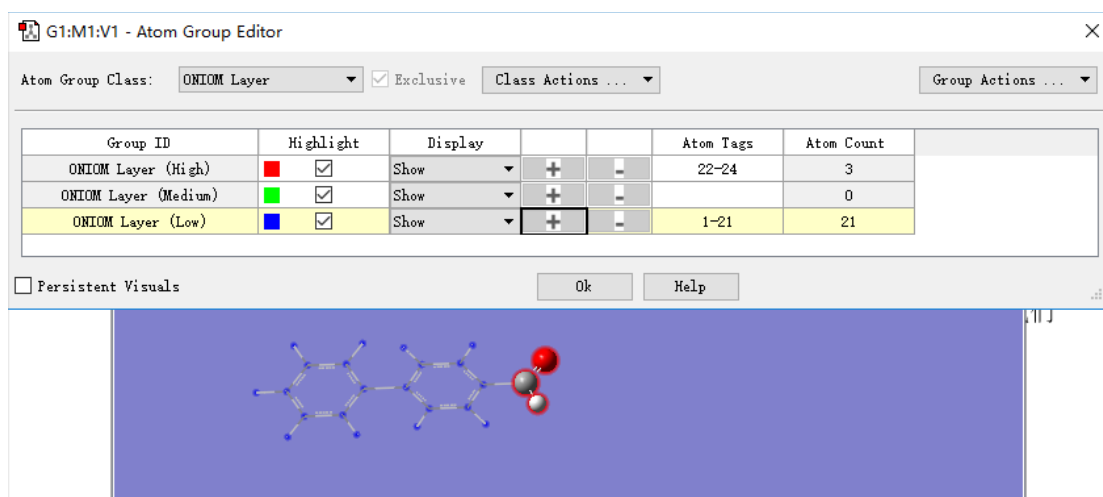 G1:M1:V1 - Atom Group Editor
Atom Group Class: ONIOM Layer Exclusive Class Actions ... Group Actions ...
Group ID Highlight Display Atom Tags Atom Count
ONIOM Layer (High) Show + - 22-24 3
ONIOM Layer (Medium) Show + - 0
ONIOM Layer (Low) Show + - 1-21 21
Persistent Visuals Ok Help